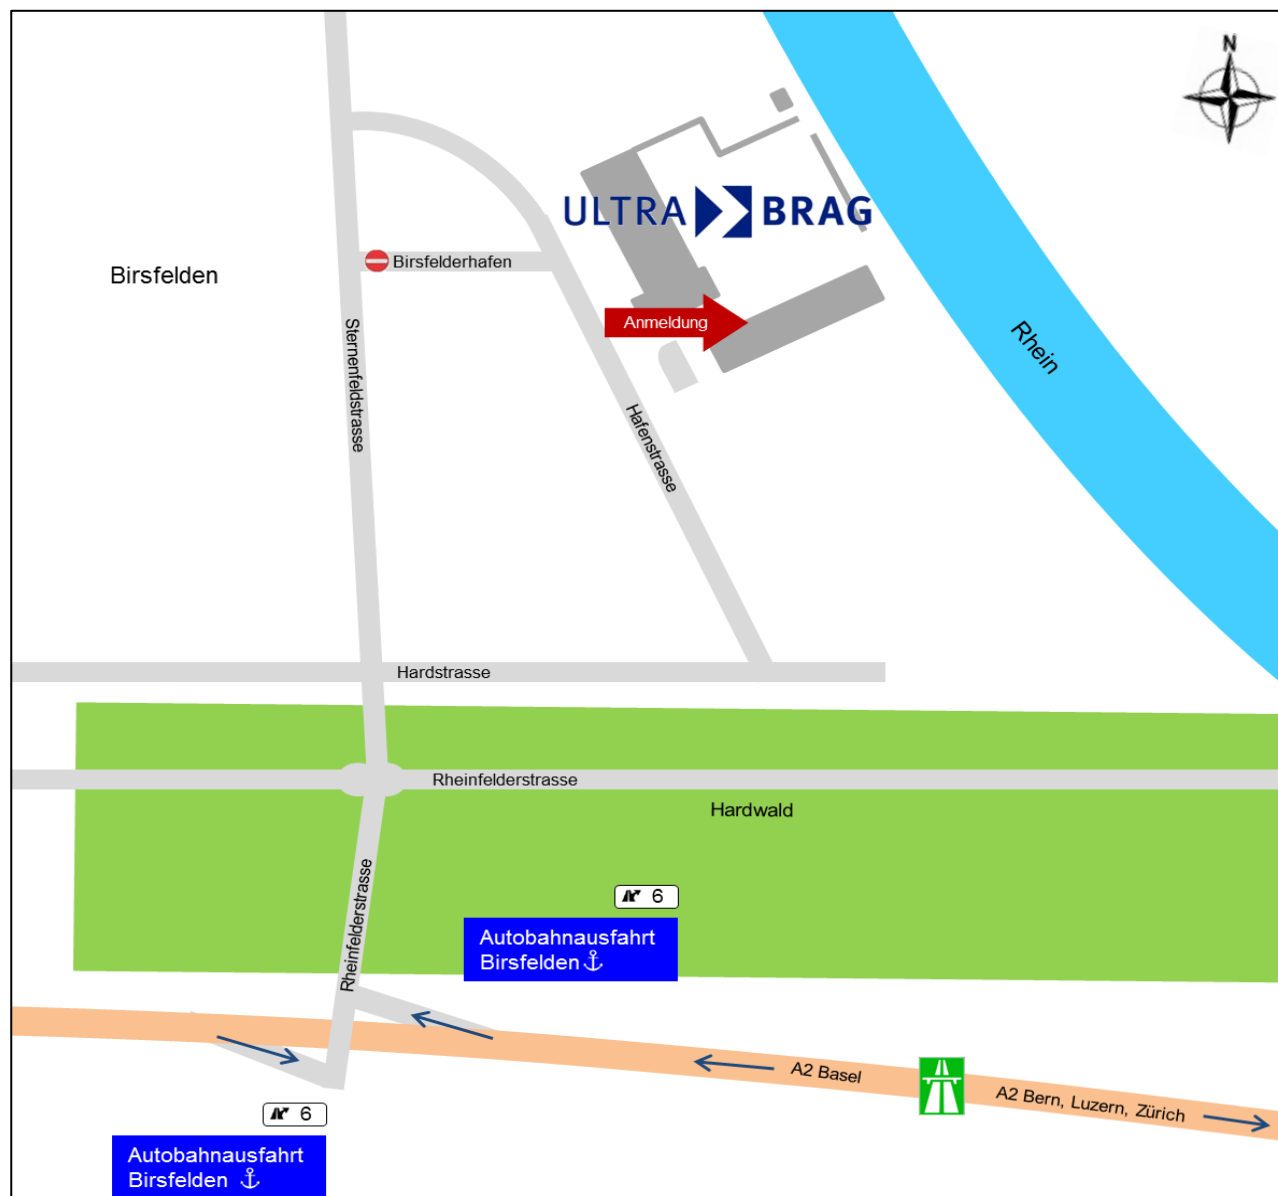 N
ULTRA BRAG
Birsfelderhafen
Birsfelden
Anmeldung
Sternenfeldstrasse
Rhein
Hafenstrasse
Hardstrasse
Rheinfelderstrasse
Hardwald
Rheinfelderstrasse
6
Autobahnausfahrt
Birsfelden
A2 Basel
A2 Bern, Luzern, Zürich
6
Autobahnausfahrt
Birsfelden